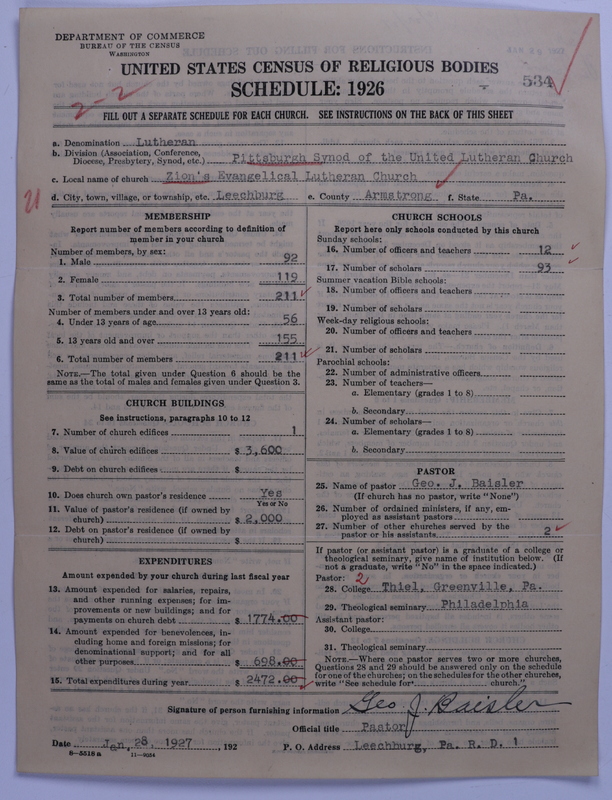 DEPARTMENT OF COMMERCE
BUREAU OF THE CENSUS
WASHINGTON
UNITED STATES CENSUS OF RELIGIOUS BODIES
SCHEDULE: 1926
534
2-2
FILL OUT A SEPARATE SCHEDULE FOR EACH CHURCH. SEE INSTRUCTIONS ON THE BACK OF THIS SHEET
a. Denomination Lutheran
b. Division (Association, Conference, Diocese, Presbytery, Synod, etc.) Pittsburgh Synod of the United Lutheran Church
c. Local name of church Zion's Evangelical Lutheran Church
21
d. City, town, village, or township, etc. Leechburg e. County Armstrong f. State Pa.
MEMBERSHIP
Report number of members according to definition of
member in your church
Number of members, by sex:
1. Male 92
2. Female 119
3. Total number of members 211
Number of members under and over 13 years old:
4. Under 13 years of age 56
5. 13 years old and over 155
6. Total number of members 211
NOTE.—The total given under Question 6 should be
same as the total of males and females given under Question 3.
CHURCH BUILDINGS
See instructions, paragraphs 10 to 12
7. Number of church edifices 1
8. Value of church edifices $ 3,600
9. Debt on church edifices $
10. Does church own pastor's residence Yes
Yes or No
11. Value of pastor's residence (if owned by
church) $ 2,000
12. Debt on pastor's residence (if owned by
church) $
EXPENDITURES
Amount expended by your church during last fiscal year
13. Amount expended for salaries, repairs,
and other running expenses; for im-
provements or new buildings; and for
payments on church debt $ 1774.00
14. Amount expended for benevolences, in-
cluding home and foreign missions; for
denominational support; and for all
other purposes $ 698.00
15. Total expenditures during year $ 2472.00
CHURCH SCHOOLS
Report here only schools conducted by this church
Sunday schools:
16. Number of officers and teachers 12
17. Number of scholars 93
Summer vacation Bible schools:
18. Number of officers and teachers
19. Number of scholars
Week-day religious schools:
20. Number of officers and teachers
21. Number of scholars
Parochial schools:
22. Number of administrative officers
23. Number of teachers—
a. Elementary (grades 1 to 8)
b. Secondary
24. Number of scholars—
a. Elementary (grades 1 to 8)
b. Secondary
PASTOR
25. Name of pastor Geo. J. Baisler
(If church has no pastor, write "None")
26. Number of ordained ministers, if any, em-
ployed as assistant pastors
27. Number of other churches served by the
pastor or his assistants 2
If pastor (or assistant pastor) is a graduate of a college or
theological seminary, give name of institution below. (If
not a graduate, write "No" in the space indicated.)
Pastor: 2
28. College Thiel, Greenville, Pa.
29. Theological seminary Philadelphia
Assistant pastor:
30. College
31. Theological seminary
NOTE.—Where one pastor serves two or more churches,
Questions 28 and 29 should be answered only on the schedule
for one of the churches; on the schedules for the other churches,
write "See schedule for church."
Signature of person furnishing information Geo J. Baisler
Official title Pastor
Date Jan, 28, 1927 , 192 P. O. Address Leechburg, Pa. R. D. 1
8-5518a 11-9034